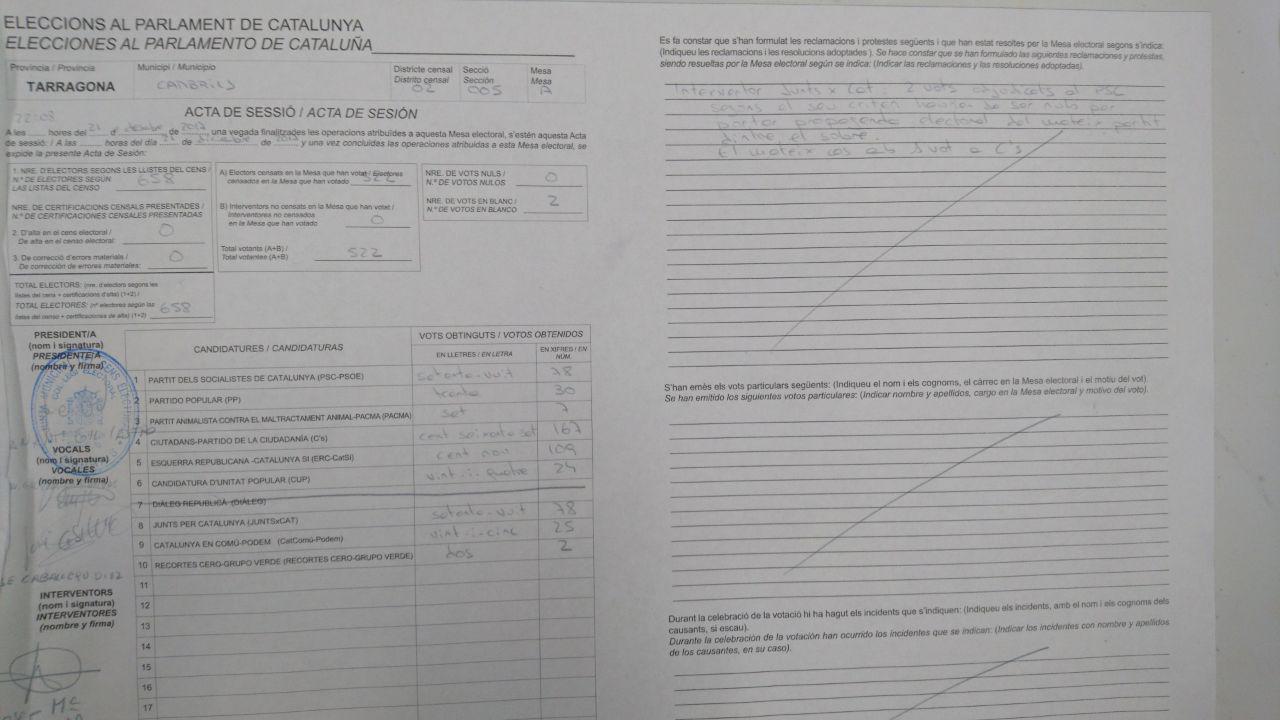 ELECCIONS AL PARLAMENT DE CATALUNYA
ELECCIONES AL PARLAMENTO DE CATALUÑA
Província / Provincia
TARRAGONA
Municipi / Municipio
CAMBRILS
Districte censal
Distrito censal
02
Secció
Sección
005
Mesa
Mesa
A
ACTA DE SESSIÓ / ACTA DE SESIÓN
22:08
A les hores del 21 d' desembre de 2017 una vegada finalitzades les operacions atribuïdes a aquesta Mesa electoral, s'estén aquesta Acta
de sessió: / A las horas del día 21 de diciembre de 2017 y una vez concluidas las operaciones atribuidas a esta Mesa electoral, se
expide la presente Acta de Sesión:
1. NRE. D'ELECTORS SEGONS LES LLISTES DEL CENS /
N.º DE ELECTORES SEGÚN
LAS LISTAS DEL CENSO
658
NRE. DE CERTIFICACIONS CENSALS PRESENTADES /
N.º DE CERTIFICACIONES CENSALES PRESENTADAS
2. D'alta en el cens electoral /
De alta en el censo electoral:
0
3. De correcció d'errors materials /
De corrección de errores materiales:
0
TOTAL ELECTORS: (nre. d'electors segons les
llistes del cens + certificacions d'alta) (1+2) /
TOTAL ELECTORES: (nº electores según las
listas del censo + certificaciones de alta) (1+2)
658
A) Electors censats en la Mesa que han votat / Electores
censados en la Mesa que han votado
522
B) Interventors no censats en la Mesa que han votat /
Interventores no censados
en la Mesa que han votado
0
Total votants (A+B) /
Total votantes (A+B)
522
NRE. DE VOTS NULS /
N.º DE VOTOS NULOS
0
NRE. DE VOTS EN BLANC /
N.º DE VOTOS EN BLANCO
2
PRESIDENT/A
(nom i signatura)
PRESIDENTE/A
(nombre y firma)
VOCALS
(nom i signatura)
VOCALES
(nombre y firma)
INTERVENTORS
(nom i signatura)
INTERVENTORES
(nombre y firma)
CANDIDATURES / CANDIDATURAS
VOTS OBTINGUTS / VOTOS OBTENIDOS
EN LLETRES / EN LETRA
EN XIFRES / EN NÚM.
1 PARTIT DELS SOCIALISTES DE CATALUNYA (PSC-PSOE) setanta-vuit 78
2 PARTIDO POPULAR (PP) trenta 30
3 PARTIT ANIMALISTA CONTRA EL MALTRACTAMENT ANIMAL-PACMA (PACMA) set 7
4 CIUTADANS-PARTIDO DE LA CIUDADANÍA (C's) cent seixanta set 167
5 ESQUERRA REPUBLICANA -CATALUNYA SÍ (ERC-CatSí) cent nou 109
6 CANDIDATURA D'UNITAT POPULAR (CUP) vint-i-quatre 24
7 DIÀLEG REPUBLICÀ (DIÀLEG)
8 JUNTS PER CATALUNYA (JUNTSxCAT) setanta-vuit 78
9 CATALUNYA EN COMÚ-PODEM (CatComú-Podem) vint-i-cinc 25
10 RECORTES CERO-GRUPO VERDE (RECORTES CERO-GRUPO VERDE) dos 2
11
12
13
14
15
16
17
Es fa constar que s'han formulat les reclamacions i protestes següents i que han estat resoltes per la Mesa electoral segons s'indica:
(Indiqueu les reclamacions i les resolucions adoptades). Se hace constar que se han formulado las siguientes reclamaciones y protestas,
siendo resueltas por la Mesa electoral según se indica: (Indicar las reclamaciones y las resoluciones adoptadas).
Interventor Junts x Cat: 2 vots adjudicats al PSC
segons el seu criteri haurien de ser nuls per
portar propaganda electoral del mateix partit
dintre el sobre.
El mateix cas amb 1 vot a C's
S'han emès els vots particulars següents: (Indiqueu el nom i els cognoms, el càrrec en la Mesa electoral i el motiu del vot).
Se han emitido los siguientes votos particulares: (Indicar nombre y apellidos, cargo en la Mesa electoral y motivo del voto).
Durant la celebració de la votació hi ha hagut els incidents que s'indiquen: (Indiqueu els incidents, amb el nom i els cognoms dels
causants, si escau).
Durante la celebración de la votación han ocurrido los incidentes que se indican: (Indicar los incidentes con nombre y apellidos
de los causantes, en su caso).